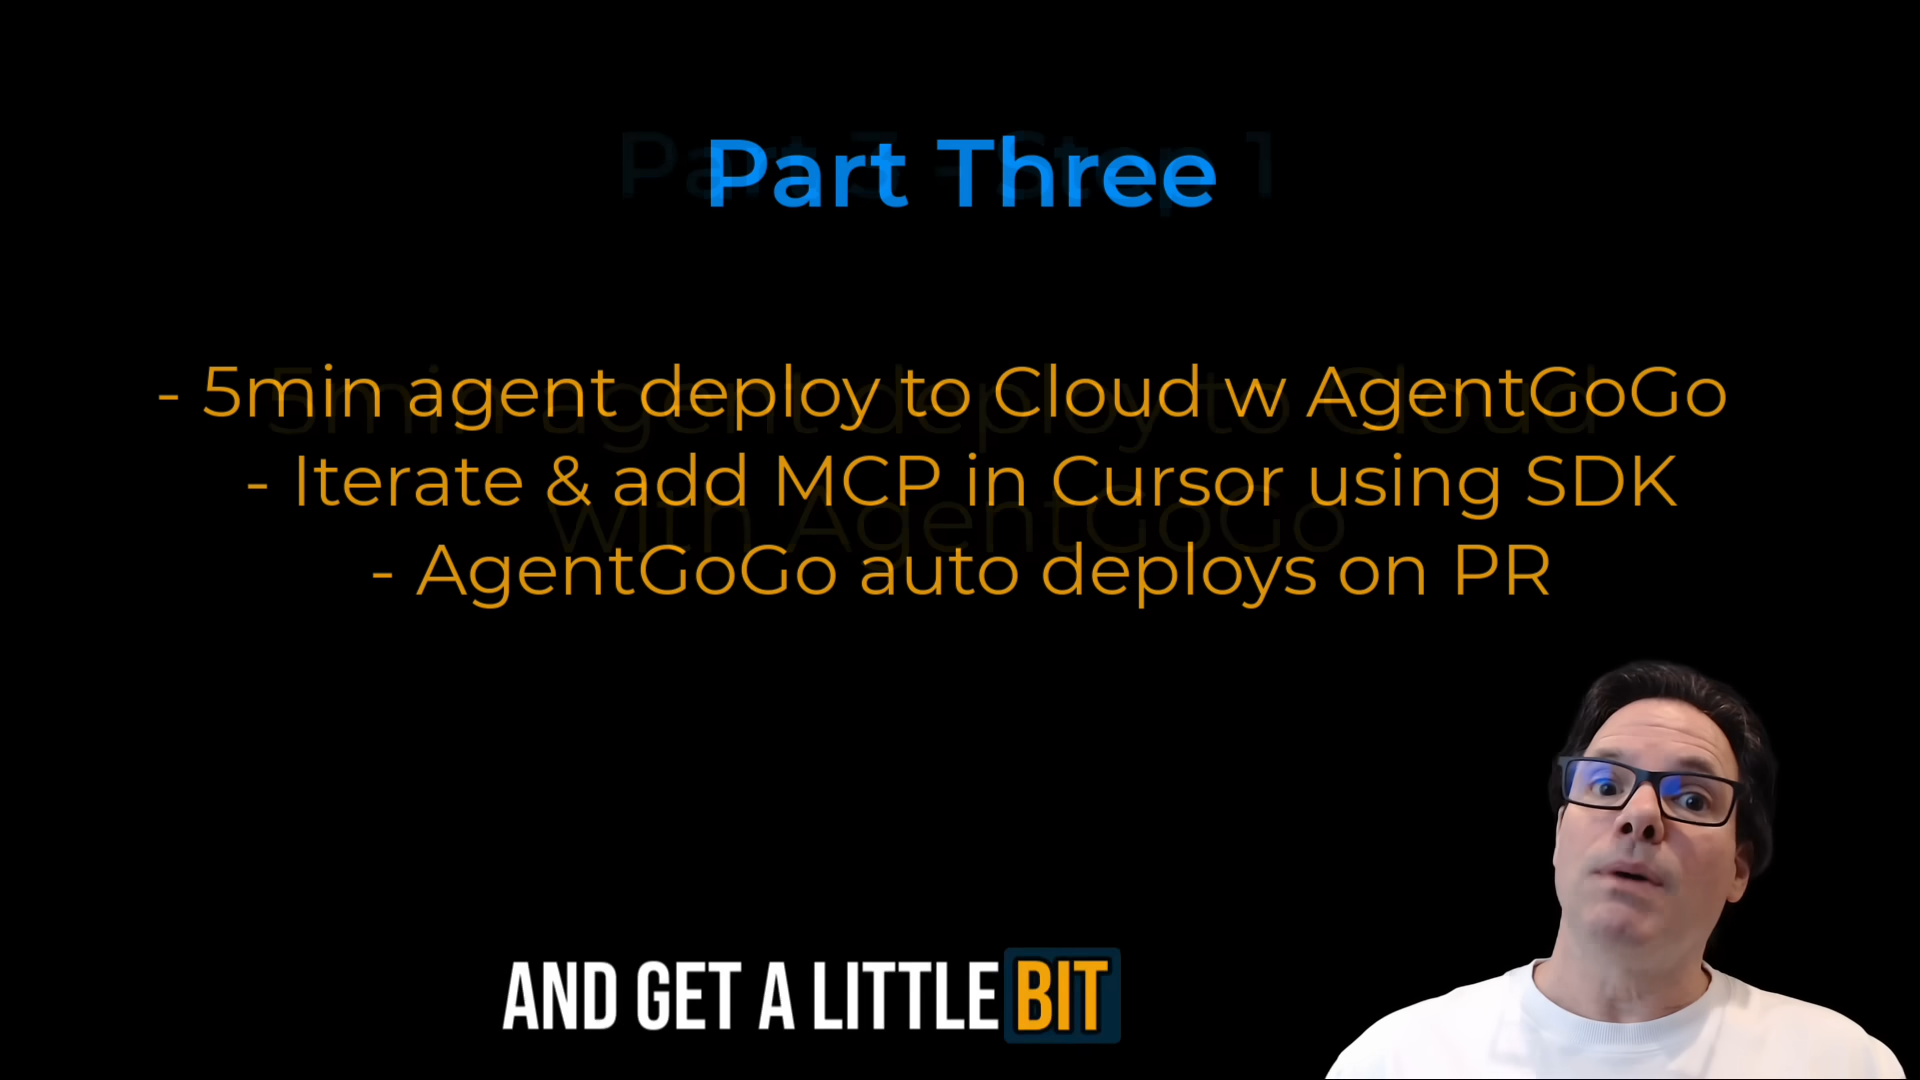 Part Three
- 5min agent deploy to Cloud w AgentGoGo
- Iterate & add MCP in Cursor using SDK
- AgentGoGo auto deploys on PR
AND GET A LITTLE BIT